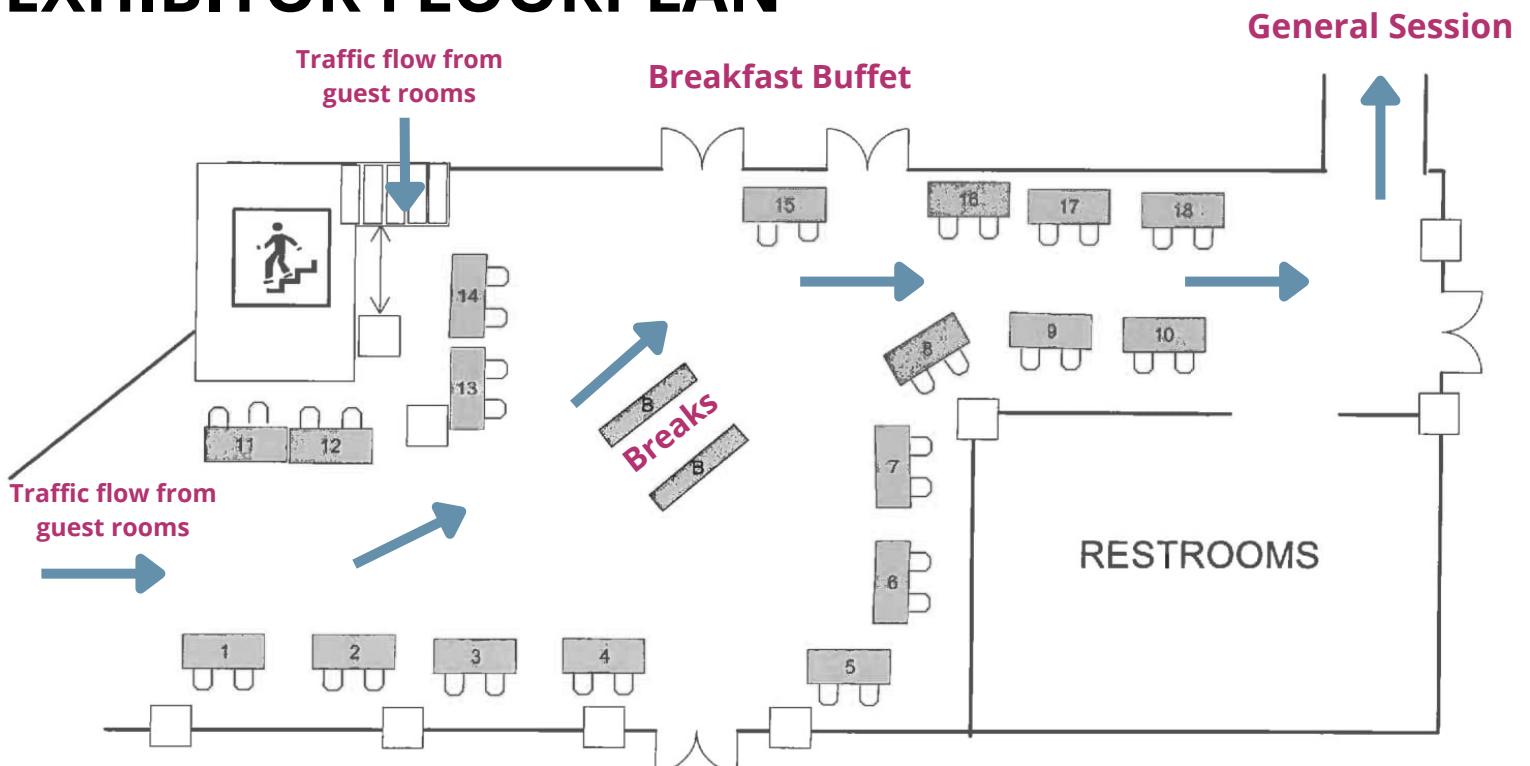 EXHIBITOR FLOORPLAN
General Session
Traffic flow from
guest rooms
Breakfast Buffet
15
16
17
18
14
13
8
9
10
B
Breaks
B
11
12
7
Traffic flow from
guest rooms
6
RESTROOMS
1
2
3
4
5